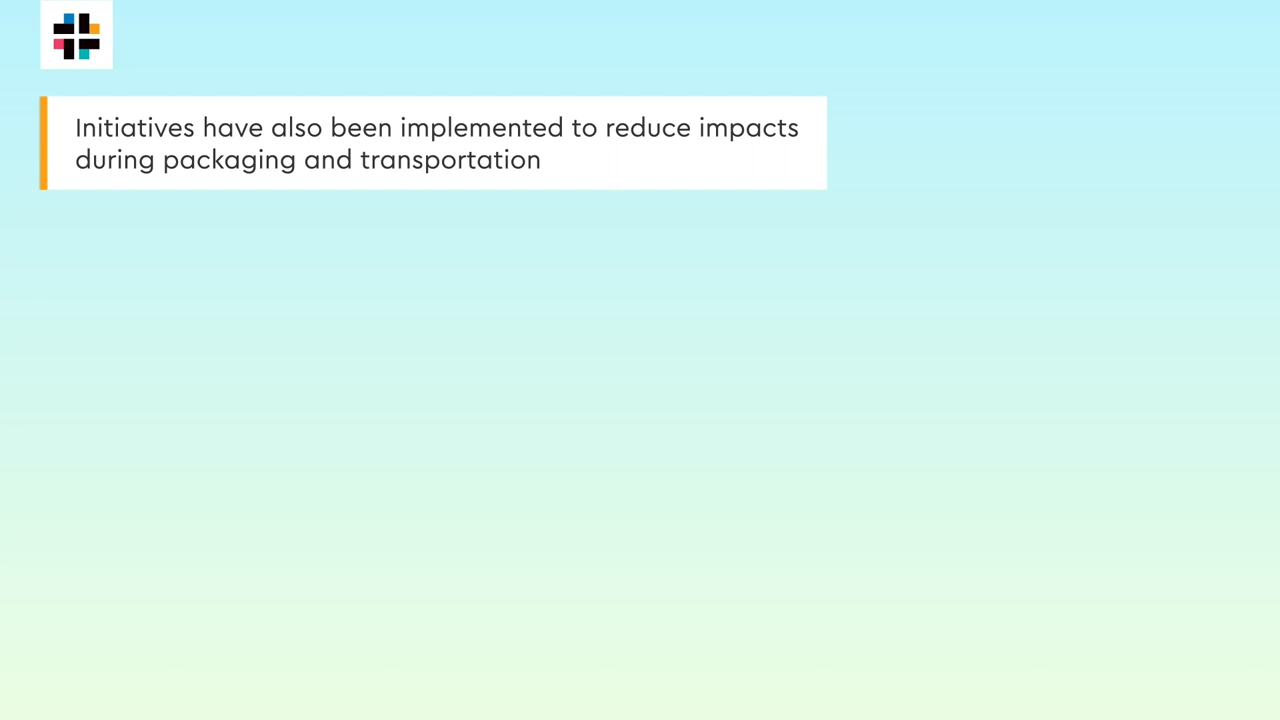 Initiatives have also been implemented to reduce impacts
during packaging and transportation